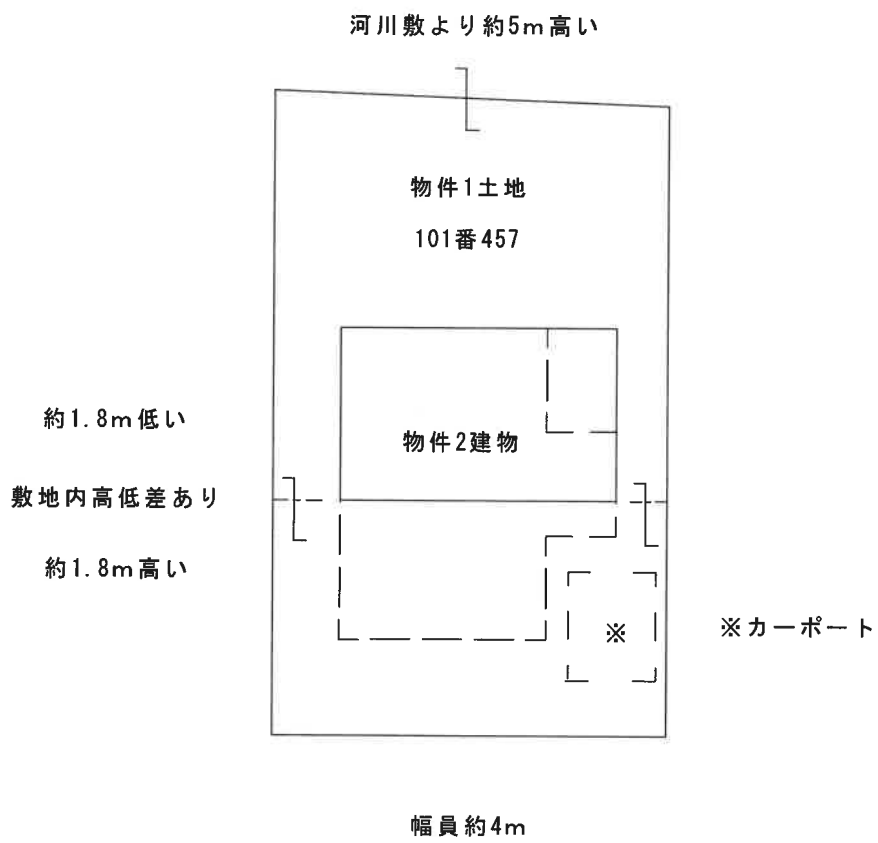 河川敷より約5m高い
物件1土地
101番457
約1.8m低い
物件2建物
敷地内高低差あり
約1.8m高い
※
※カーポート
幅員約4m